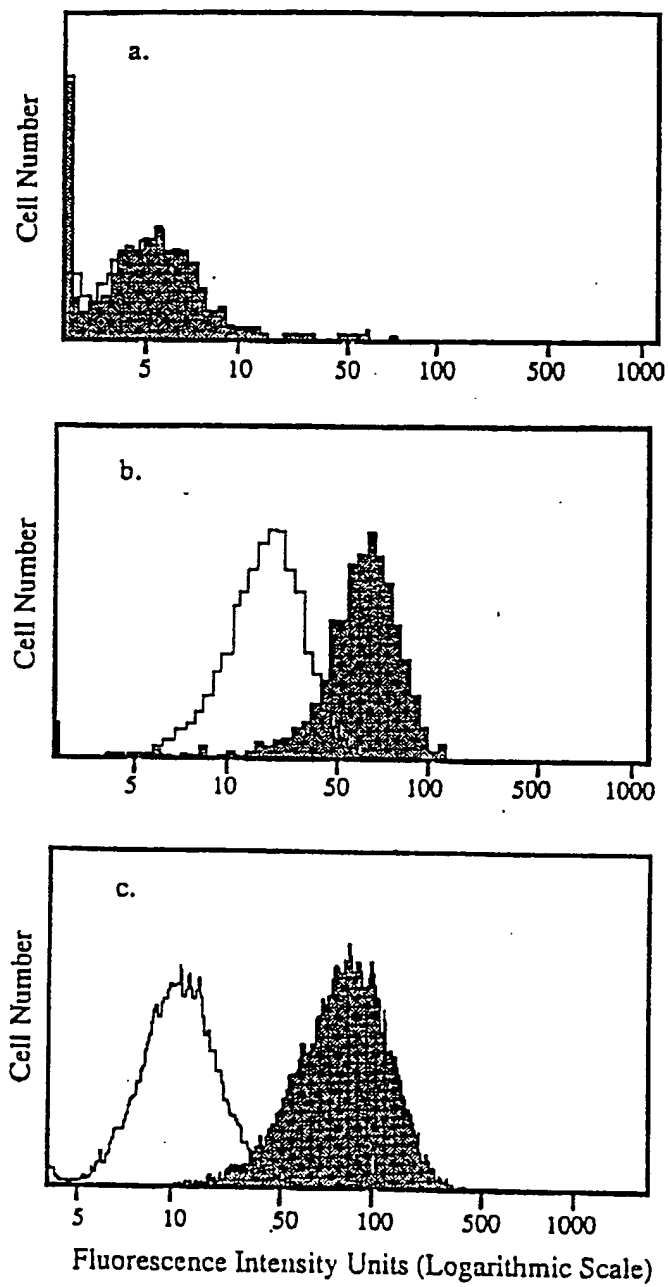 a.
Cell Number
5 10 50 100 500 1000
b.
Cell Number
5 10 50 100 500 1000
c.
Cell Number
5 10 .50 100 500 1000
Fluorescence Intensity Units (Logarithmic Scale)